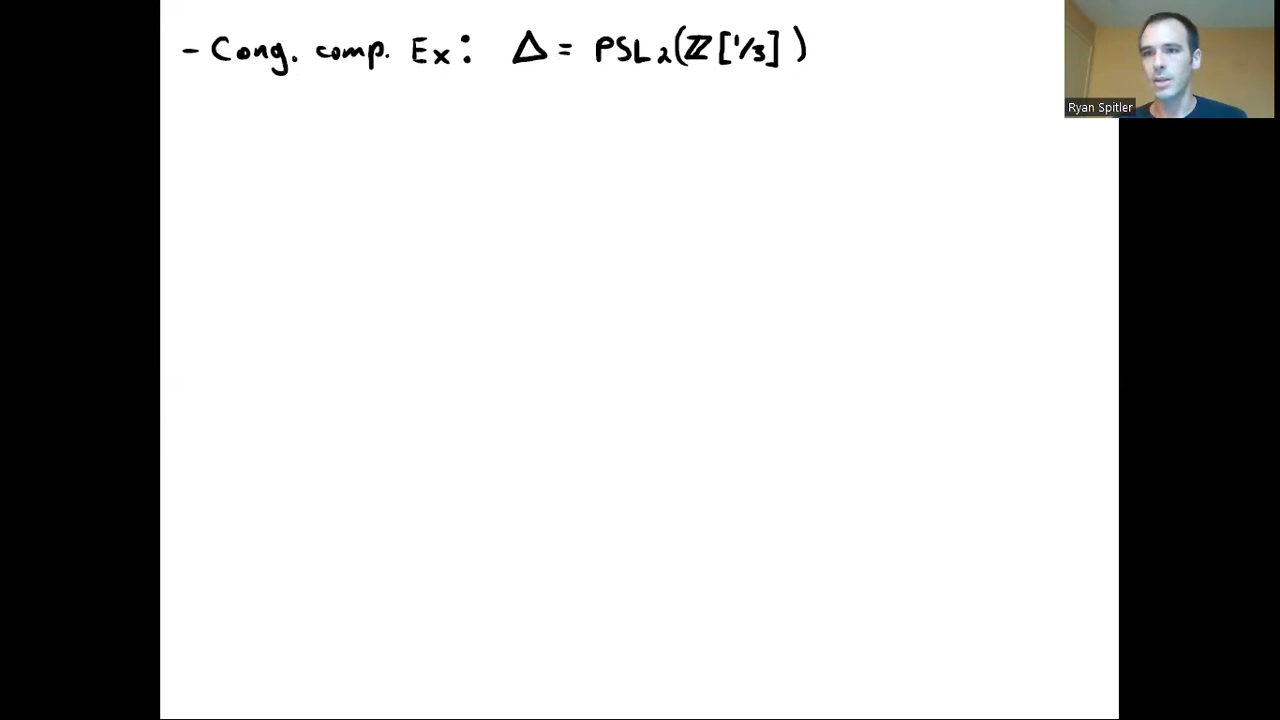 - Cong. comp. Ex: Δ = PSL₂(ℤ[1/3])
Ryan Spitler